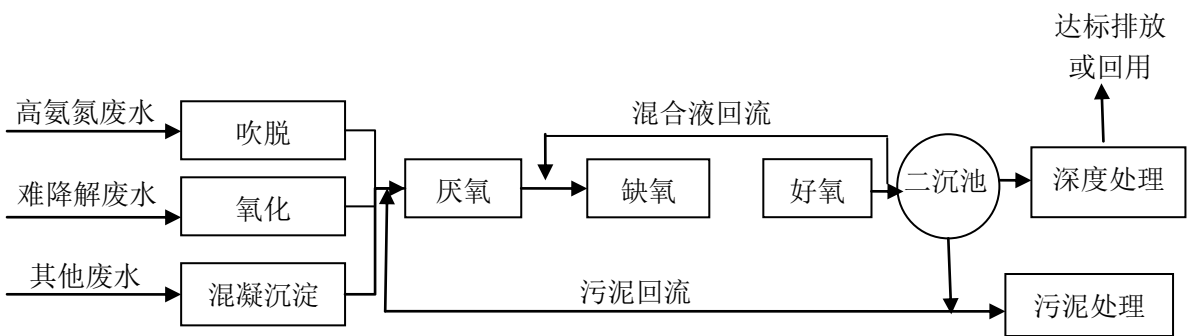 达标排放
或回用
高氨氮废水
吹脱
混合液回流
难降解废水
氧化
厌氧
缺氧
好氧
二沉池
深度处理
其他废水
混凝沉淀
污泥回流
污泥处理